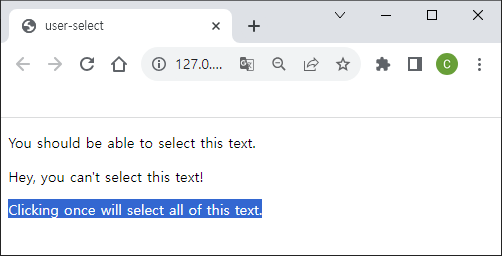 user-select
127.0....
C
You should be able to select this text.
Hey, you can't select this text!
Clicking once will select all of this text.